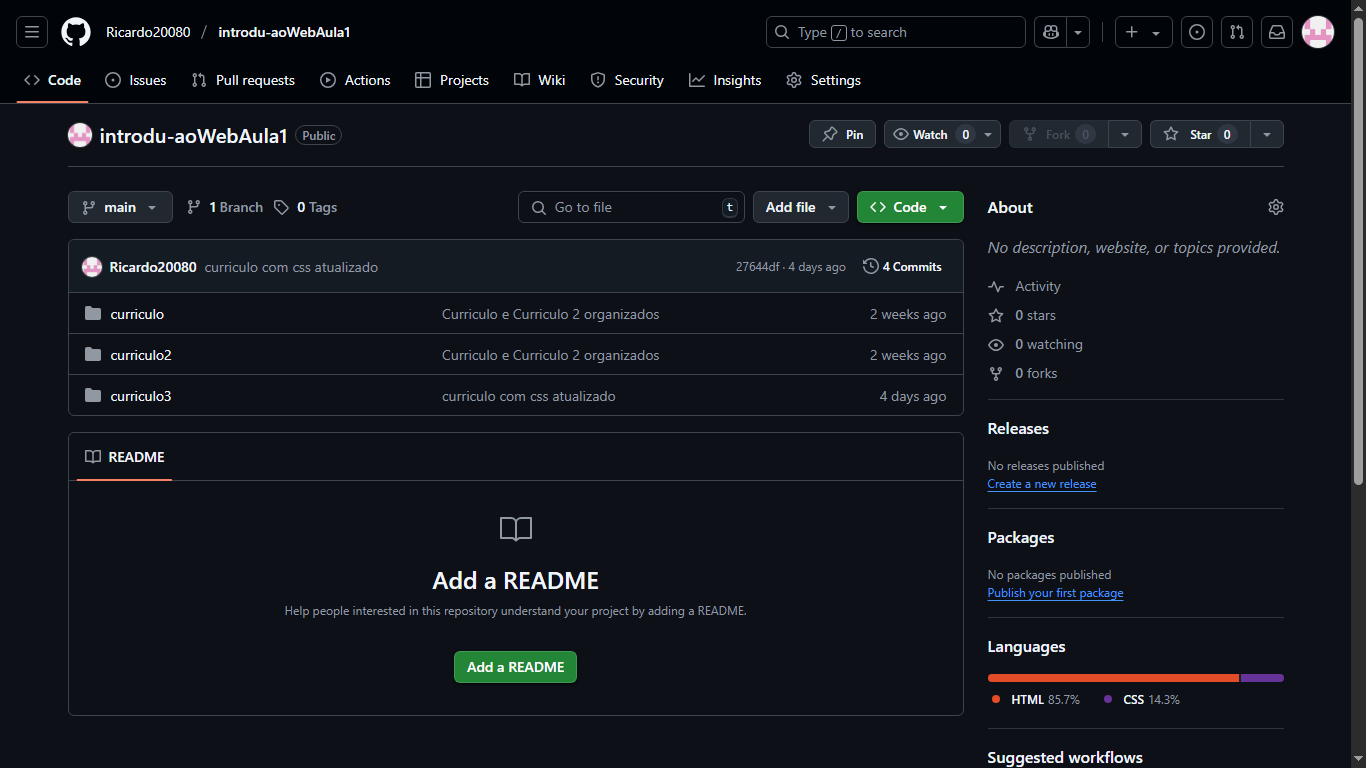 Ricardo20080 / introdu-aoWebAula1
Type / to search
Code Issues Pull requests Actions Projects Wiki Security Insights Settings
introdu-aoWebAula1 Public
Pin Watch 0 Fork 0 Star 0
main 1 Branch 0 Tags Go to file t Add file Code
Ricardo20080 curriculo com css atualizado 27644df · 4 days ago 4 Commits
curriculo Curriculo e Curriculo 2 organizados 2 weeks ago
curriculo2 Curriculo e Curriculo 2 organizados 2 weeks ago
curriculo3 curriculo com css atualizado 4 days ago
README
Add a README
Help people interested in this repository understand your project by adding a README.
Add a README
About
No description, website, or topics provided.
Activity
0 stars
0 watching
0 forks
Releases
No releases published
Create a new release
Packages
No packages published
Publish your first package
Languages
HTML 85.7% CSS 14.3%
Suggested workflows